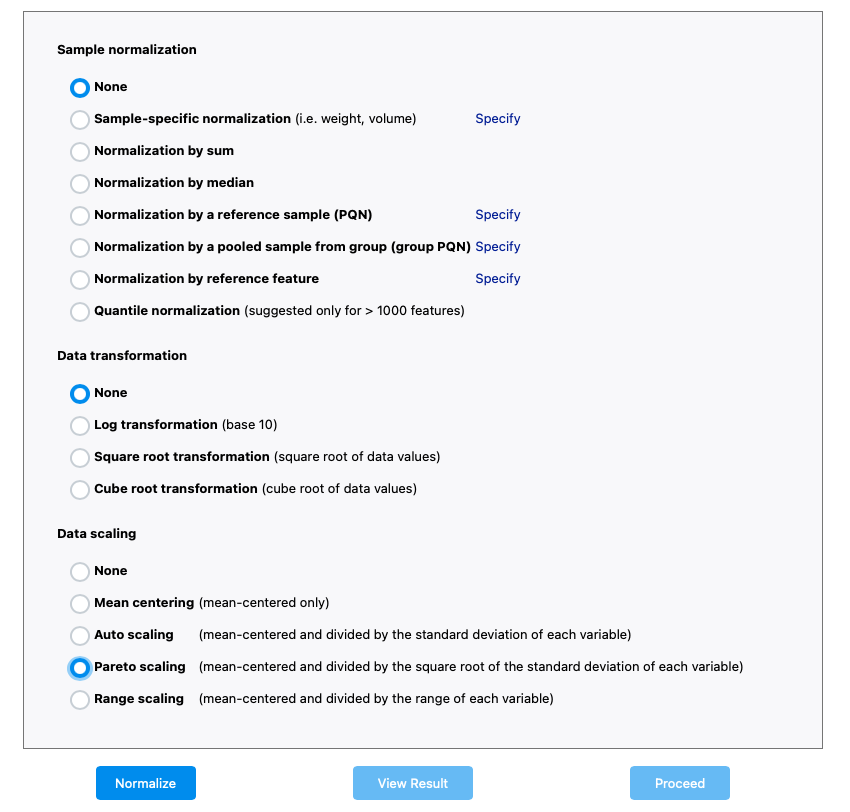 Sample normalization
None
Sample-specific normalization (i.e. weight, volume) Specify
Normalization by sum
Normalization by median
Normalization by a reference sample (PQN) Specify
Normalization by a pooled sample from group (group PQN) Specify
Normalization by reference feature Specify
Quantile normalization (suggested only for > 1000 features)
Data transformation
None
Log transformation (base 10)
Square root transformation (square root of data values)
Cube root transformation (cube root of data values)
Data scaling
None
Mean centering (mean-centered only)
Auto scaling (mean-centered and divided by the standard deviation of each variable)
Pareto scaling (mean-centered and divided by the square root of the standard deviation of each variable)
Range scaling (mean-centered and divided by the range of each variable)
Normalize View Result Proceed